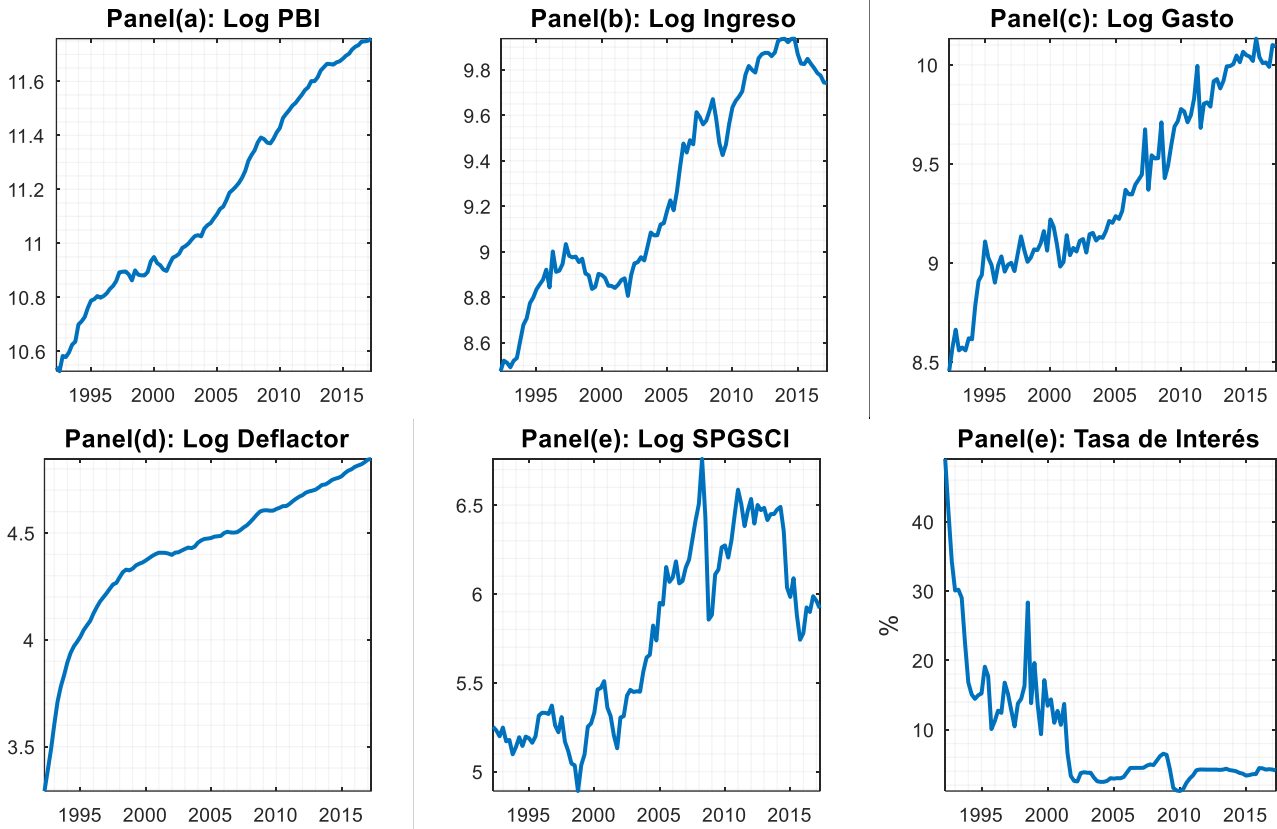 Panel(a): Log PBI
11.6
11.4
11.2
11
10.8
10.6
1995 2000 2005 2010 2015
Panel(b): Log Ingreso
9.8
9.6
9.4
9.2
9
8.8
8.6
1995 2000 2005 2010 2015
Panel(c): Log Gasto
10
9.5
9
8.5
1995 2000 2005 2010 2015
Panel(d): Log Deflactor
4.5
4
3.5
1995 2000 2005 2010 2015
Panel(e): Log SPGSCI
6.5
6
5.5
5
1995 2000 2005 2010 2015
Panel(e): Tasa de Interés
%
40
30
20
10
1995 2000 2005 2010 2015